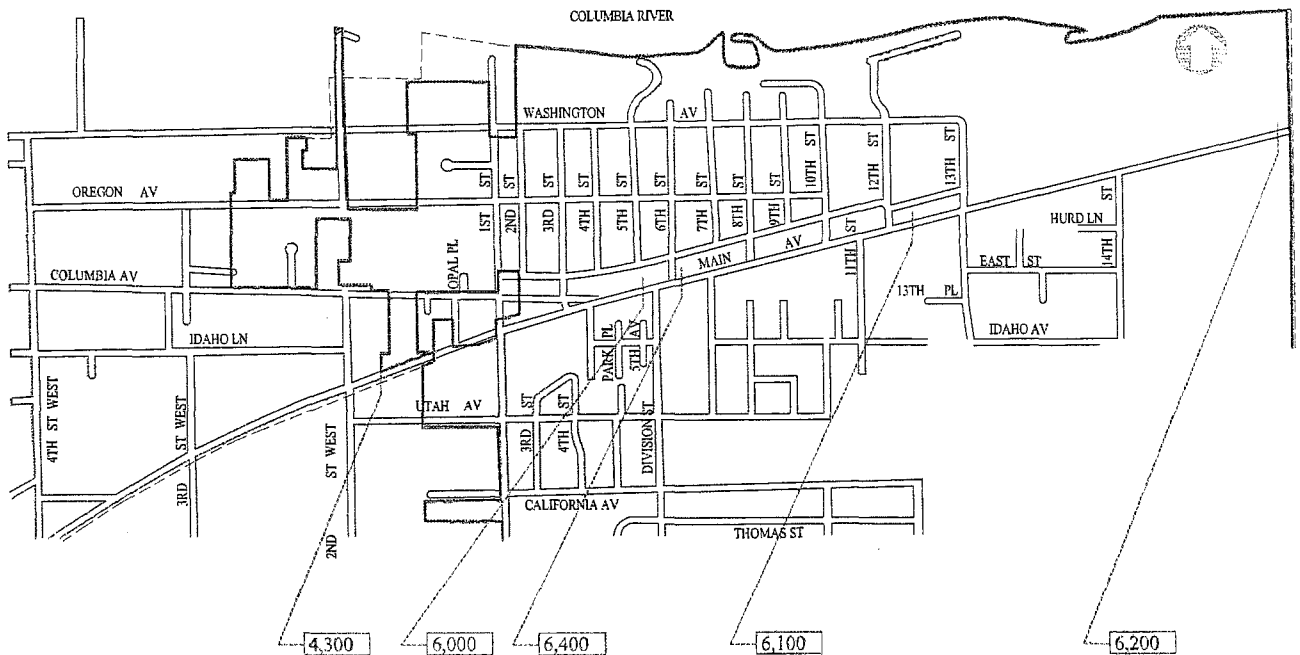 COLUMBIA RIVER
WASHINGTON AV
OREGON AV
1ST ST
2ND ST
3RD ST
4TH ST
5TH ST
6TH ST
7TH ST
8TH ST
9TH ST
10TH ST
12TH ST
13TH ST
MAIN AV
11TH ST
HURD LN
14TH ST
EAST ST
13TH PL
IDAHO AV
COLUMBIA AV
OPAL PL
IDAHO LN
PARK PL
5TH AV
UTAH AV
4TH ST WEST
3RD ST WEST
2ND ST WEST
3RD ST
4TH ST
DIVISION ST
CALIFORNIA AV
THOMAS ST
4,300
6,000
6,400
6,100
6,200